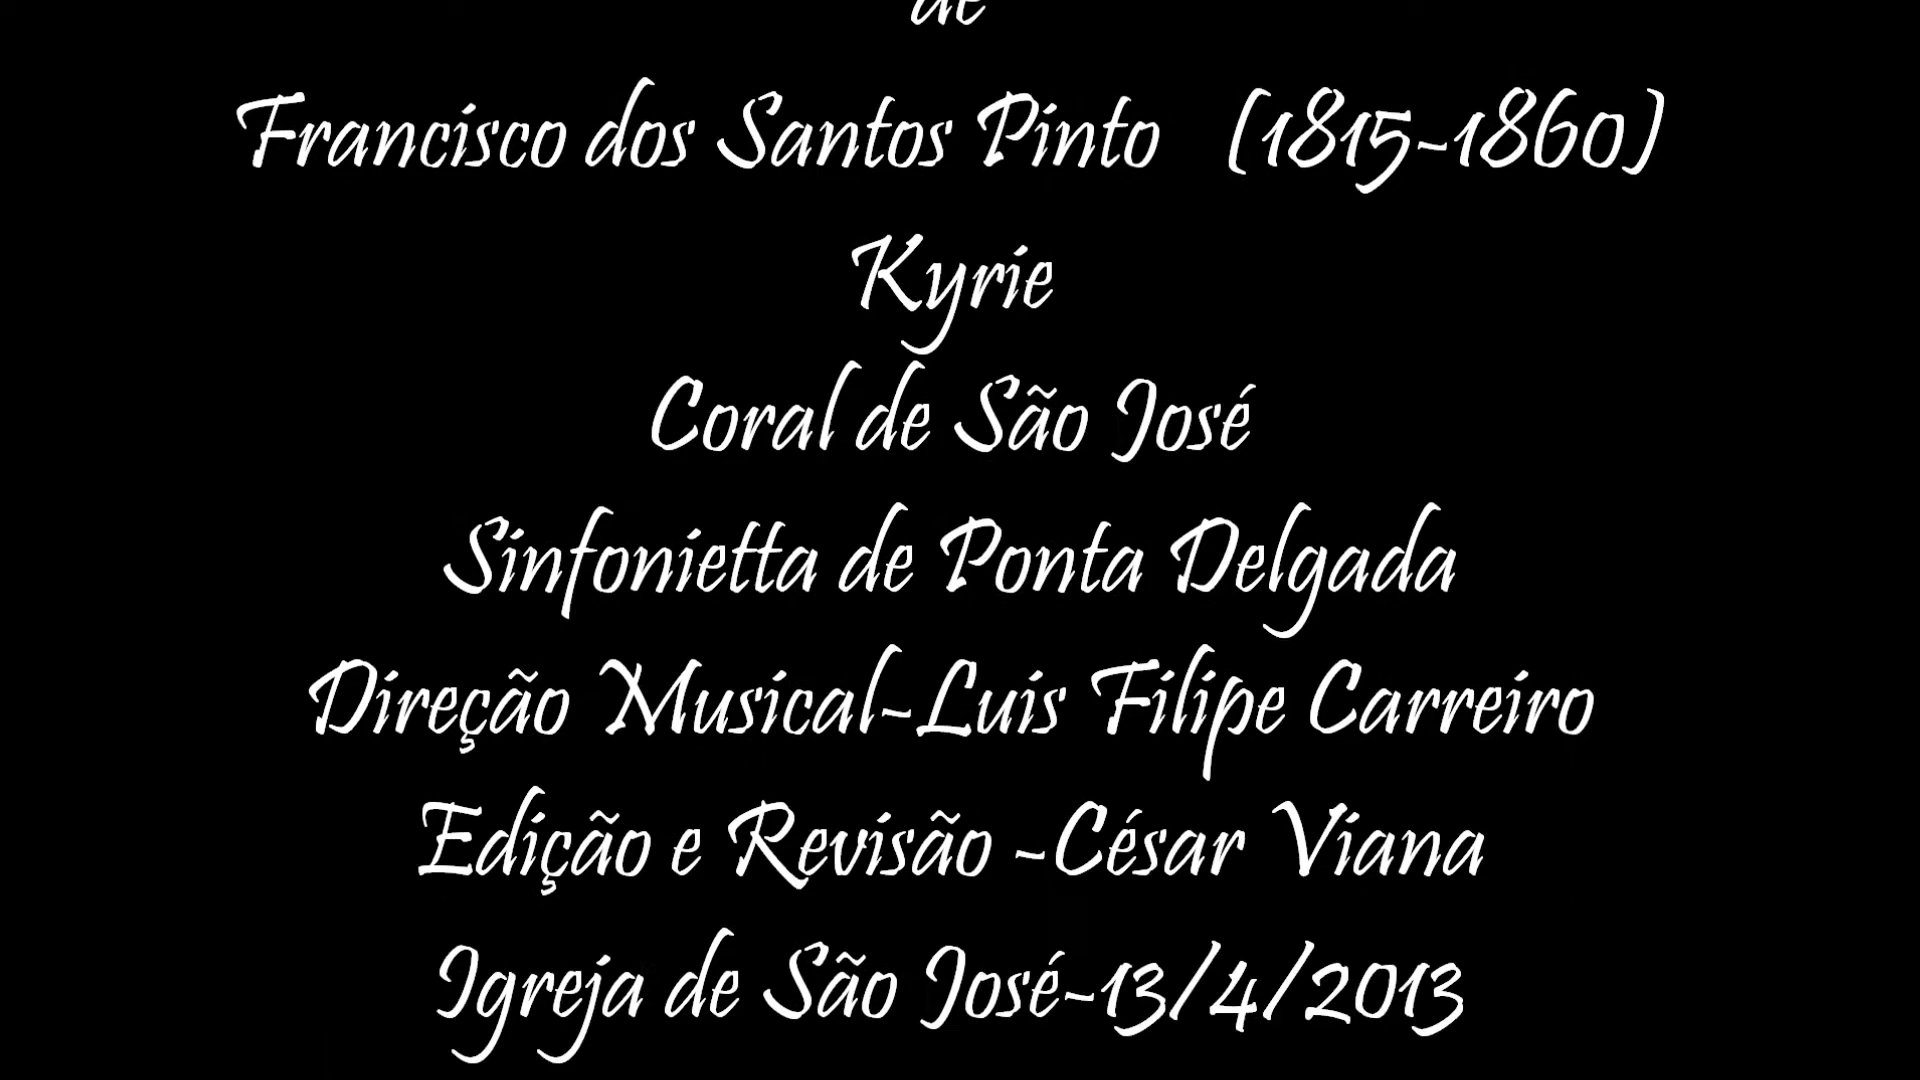 de
Francisco dos Santos Pinto (1815-1860)
Kyrie
Coral de São José
Sinfonietta de Ponta Delgada
Direção Musical-Luis Filipe Carreiro
Edição e Revisão -César Viana
Igreja de São José-13/4/2013